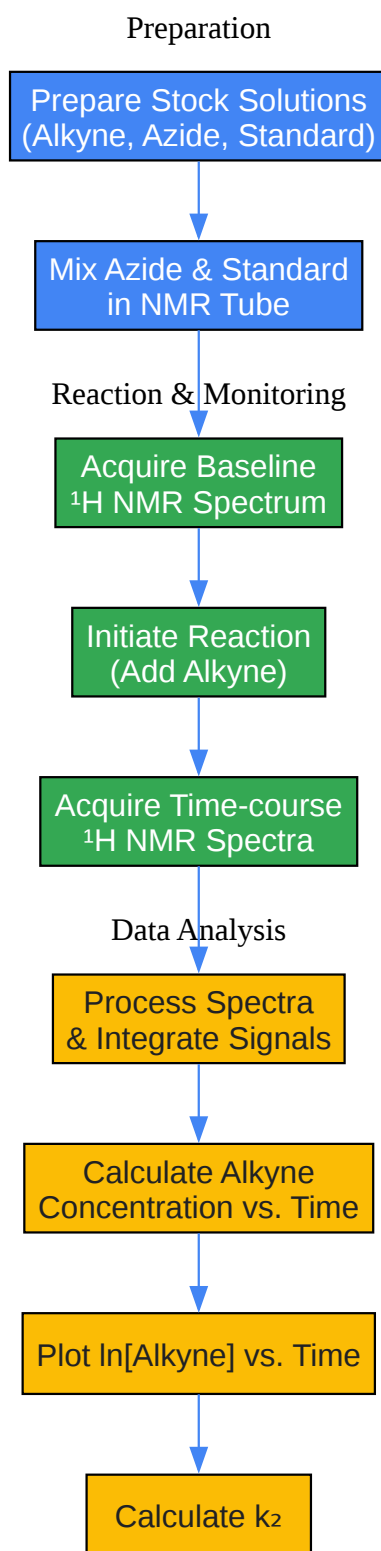 Preparation
Prepare Stock Solutions
(Alkyne, Azide, Standard)
Mix Azide & Standard
in NMR Tube
Reaction & Monitoring
Acquire Baseline
¹H NMR Spectrum
Initiate Reaction
(Add Alkyne)
Acquire Time-course
¹H NMR Spectra
Data Analysis
Process Spectra
& Integrate Signals
Calculate Alkyne
Concentration vs. Time
Plot ln[Alkyne] vs. Time
Calculate k₂